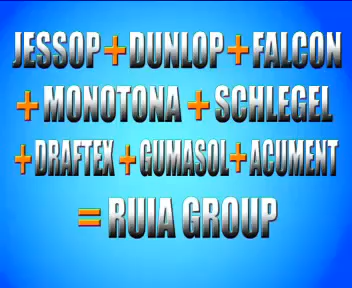 JESSOP+DUNLOP+FALCON
+MONOTONA+SCHLEGEL
+DRAFTEX+GUMASOL+ACUMENT
=RUIA GROUP